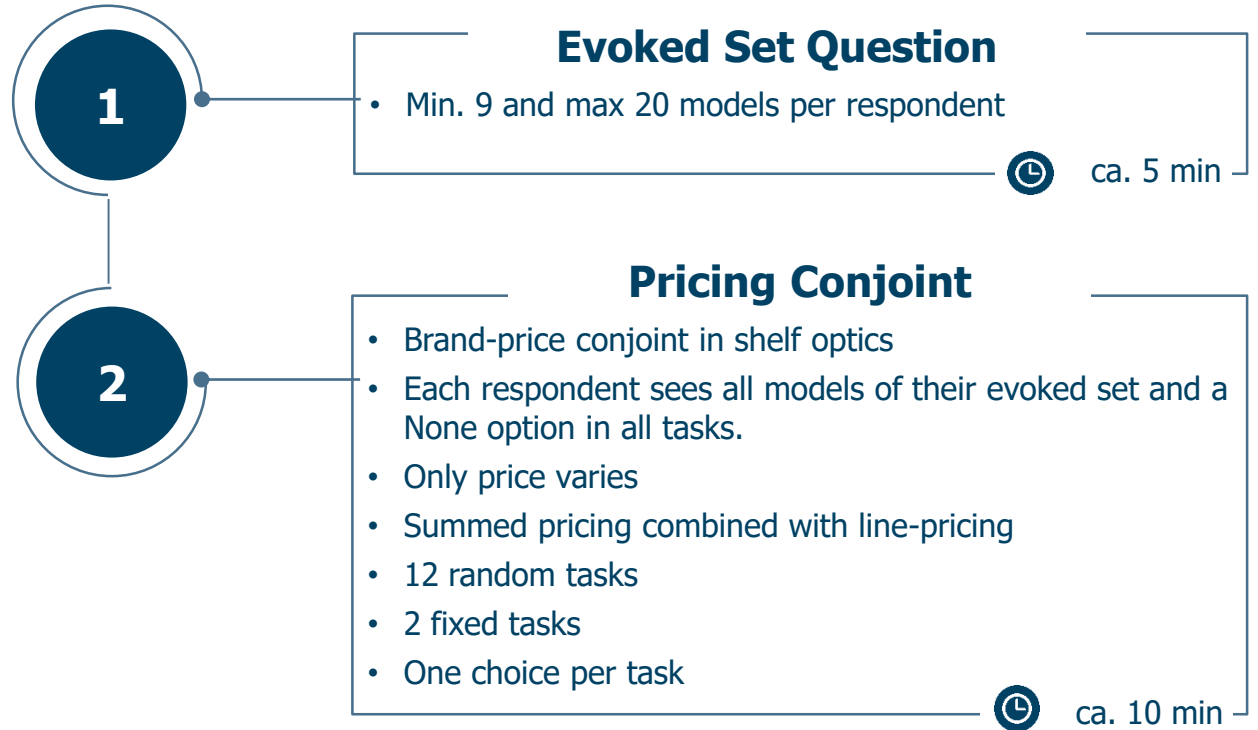 1
Evoked Set Question
• Min. 9 and max 20 models per respondent
ca. 5 min
2
Pricing Conjoint
• Brand-price conjoint in shelf optics
• Each respondent sees all models of their evoked set and a
None option in all tasks.
• Only price varies
• Summed pricing combined with line-pricing
• 12 random tasks
• 2 fixed tasks
• One choice per task
ca. 10 min